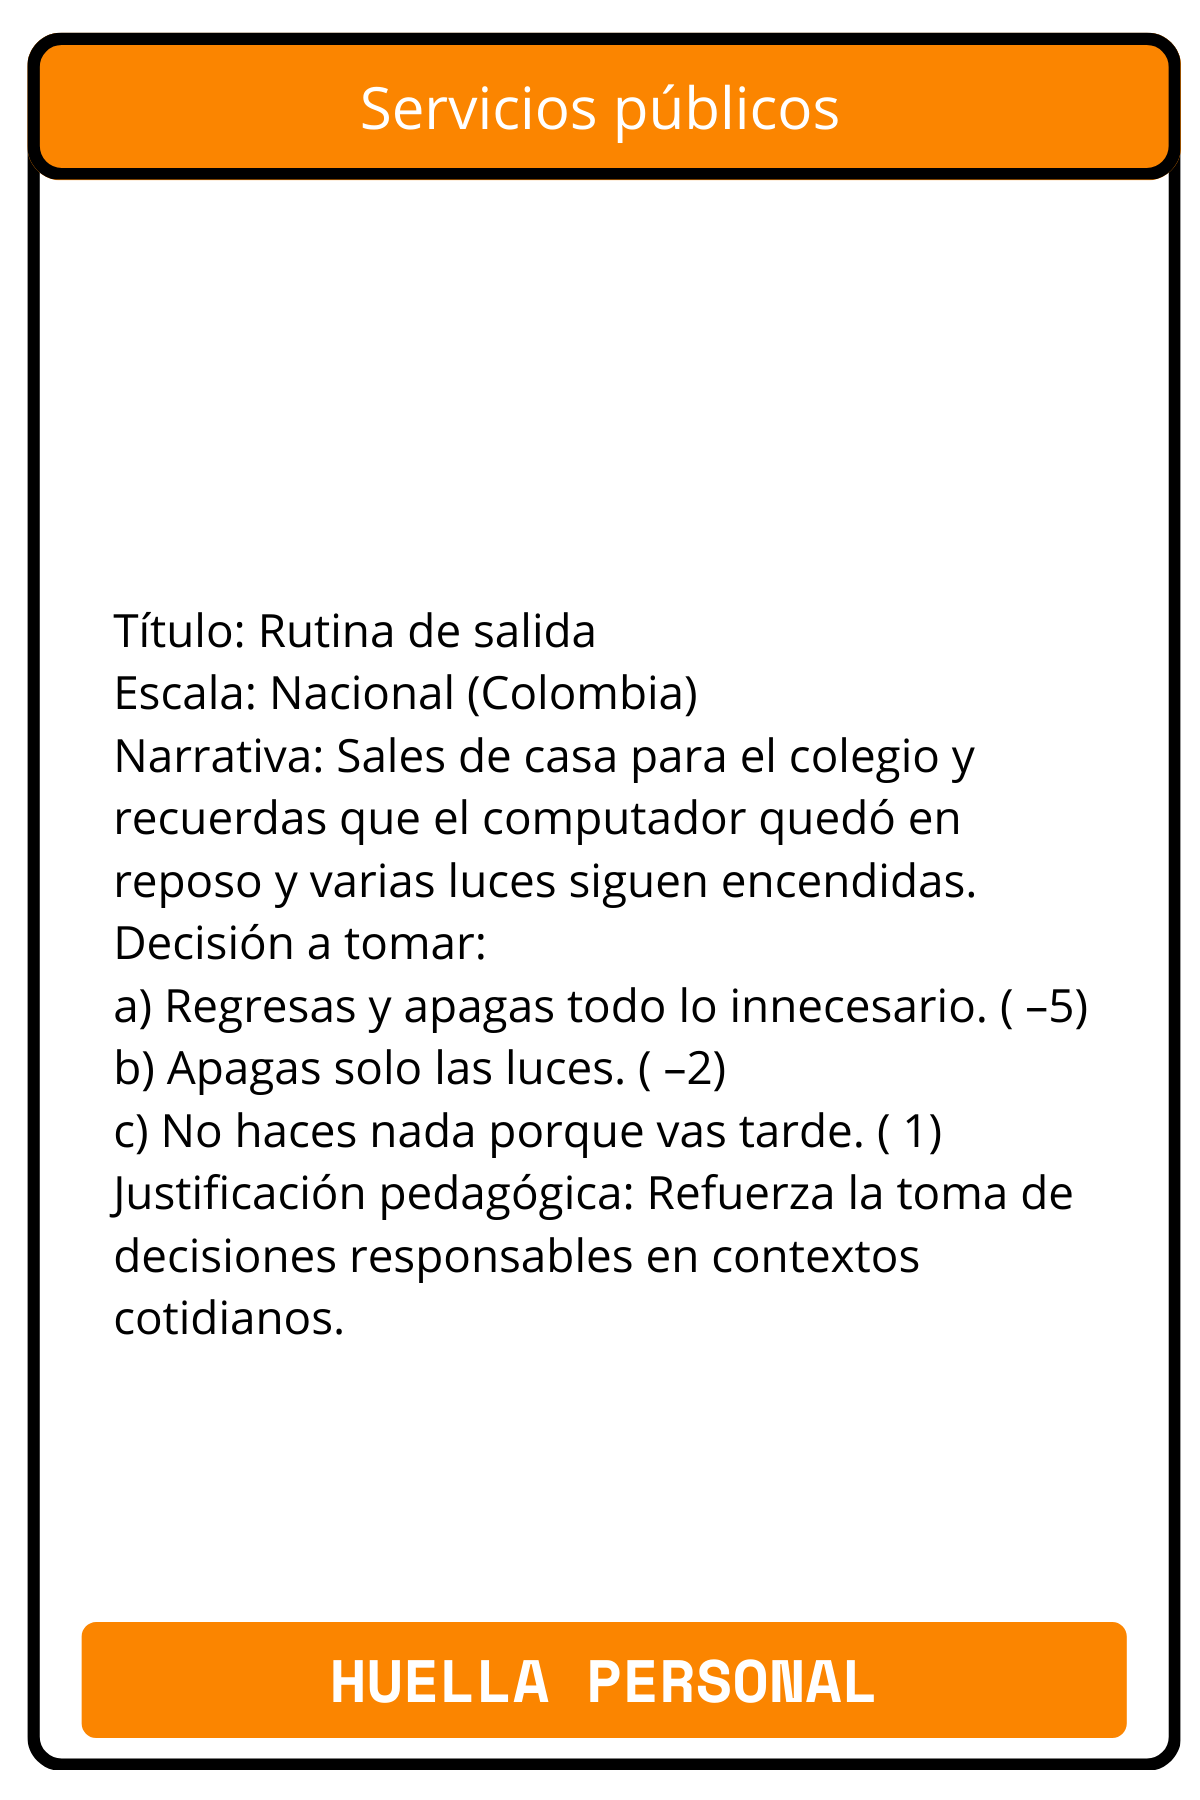 Servicios públicos
Título: Rutina de salida
Escala: Nacional (Colombia)
Narrativa: Sales de casa para el colegio y
recuerdas que el computador quedó en
reposo y varias luces siguen encendidas.
Decisión a tomar:
a) Regresas y apagas todo lo innecesario. ( –5)
b) Apagas solo las luces. ( –2)
c) No haces nada porque vas tarde. ( 1)
Justificación pedagógica: Refuerza la toma de
decisiones responsables en contextos
cotidianos.
HUELLA PERSONAL